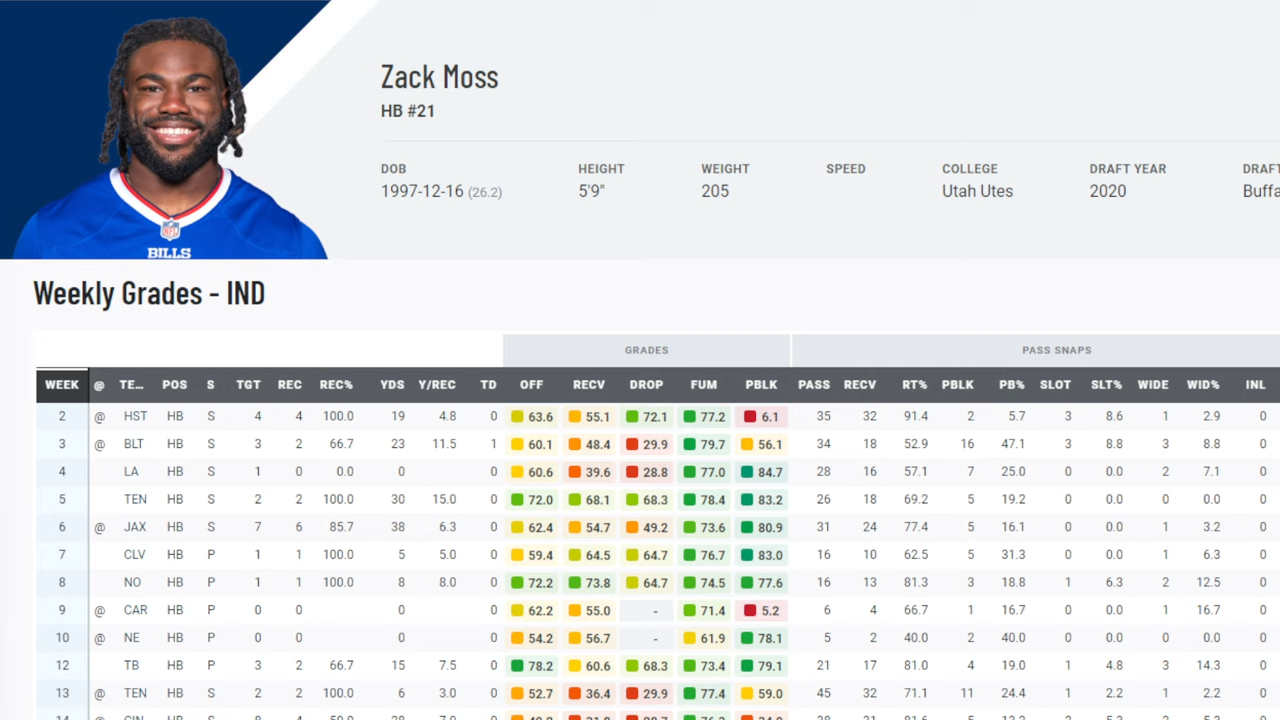 Zack Moss
HB #21
DOB HEIGHT WEIGHT SPEED COLLEGE DRAFT YEAR
1997-12-16 (26.2) 5'9" 205 Utah Utes 2020
BILLS
Weekly Grades - IND
GRADES PASS SNAPS
WEEK @ TE... POS S TGT REC REC% YDS Y/REC TD OFF RECV DROP FUM PBLK PASS RECV RT% PBLK PB% SLOT SLT% WIDE WID% INL
2 @ HST HB S 4 4 100.0 19 4.8 0 63.6 55.1 72.1 77.2 6.1 35 32 91.4 2 5.7 3 8.6 1 2.9 0
3 @ BLT HB S 3 2 66.7 23 11.5 1 60.1 48.4 29.9 79.7 56.1 34 18 52.9 16 47.1 3 8.8 3 8.8 0
4 LA HB S 1 0 0.0 0 0 60.6 39.6 28.8 77.0 84.7 28 16 57.1 7 25.0 0 0.0 2 7.1 0
5 TEN HB S 2 2 100.0 30 15.0 0 72.0 68.1 68.3 78.4 83.2 26 18 69.2 5 19.2 0 0.0 0 0.0 0
6 @ JAX HB S 7 6 85.7 38 6.3 0 62.4 54.7 49.2 73.6 80.9 31 24 77.4 5 16.1 0 0.0 1 3.2 0
7 CLV HB P 1 1 100.0 5 5.0 0 59.4 64.5 64.7 76.7 83.0 16 10 62.5 5 31.3 0 0.0 1 6.3 0
8 NO HB P 1 1 100.0 8 8.0 0 72.2 73.8 64.7 74.5 77.6 16 13 81.3 3 18.8 1 6.3 2 12.5 0
9 @ CAR HB P 0 0 0 0 62.2 55.0 - 71.4 5.2 6 4 66.7 1 16.7 0 0.0 1 16.7 0
10 @ NE HB P 0 0 0 0 54.2 56.7 - 61.9 78.1 5 2 40.0 2 40.0 0 0.0 0 0.0 0
12 TB HB P 3 2 66.7 15 7.5 0 78.2 60.6 68.3 73.4 79.1 21 17 81.0 4 19.0 1 4.8 3 14.3 0
13 @ TEN HB S 2 2 100.0 6 3.0 0 52.7 36.4 29.9 77.4 59.0 45 32 71.1 11 24.4 1 2.2 1 2.2 0